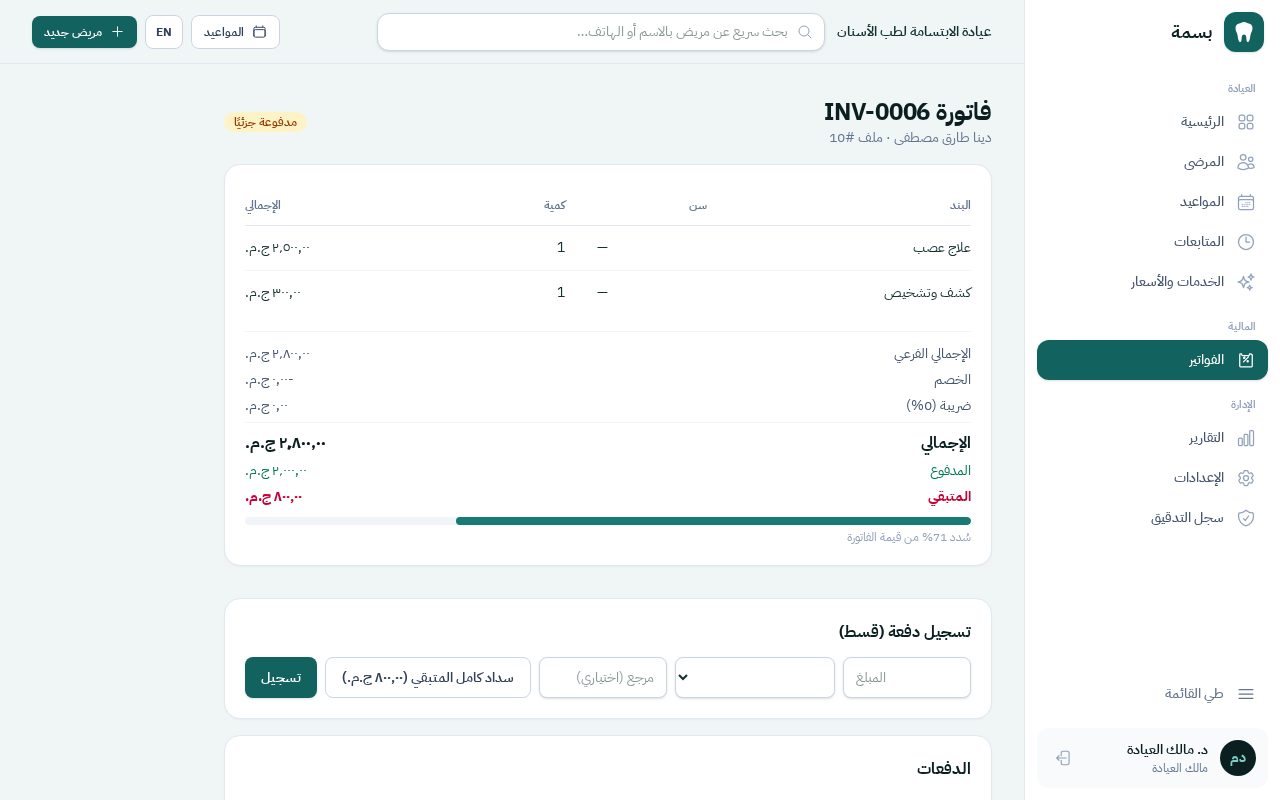 بسمة
العيادة
الرئيسية
المرضى
المواعيد
المتابعات
الخدمات والأسعار
المالية
الفواتير
الإدارة
التقارير
الإعدادات
سجل التدقيق
طي القائمة
دم
د. مالك العيادة
مالك العيادة
عيادة الابتسامة لطب الأسنان
بحث سريع عن مريض بالاسم أو الهاتف...
المواعيد
EN
مريض جديد
فاتورة INV-0006
دينا طارق مصطفى · ملف #10
مدفوعة جزئيًا
البند سن كمية الإجمالي
علاج عصب — 1 ٢٬٥٠٠٫٠٠ ج.م.
كشف وتشخيص — 1 ٣٠٠٫٠٠ ج.م.
الإجمالي الفرعي ٢٬٨٠٠٫٠٠ ج.م.
الخصم -٠٫٠٠ ج.م.
ضريبة (0%) ٠٫٠٠ ج.م.
الإجمالي ٢٬٨٠٠٫٠٠ ج.م.
المدفوع ٢٬٠٠٠٫٠٠ ج.م.
المتبقي ٨٠٠٫٠٠ ج.م.
سُدد 71% من قيمة الفاتورة
تسجيل دفعة (قسط)
المبلغ
مرجع (اختياري)
سداد كامل المتبقي (٨٠٠٫٠٠ ج.م.)
تسجيل
الدفعات